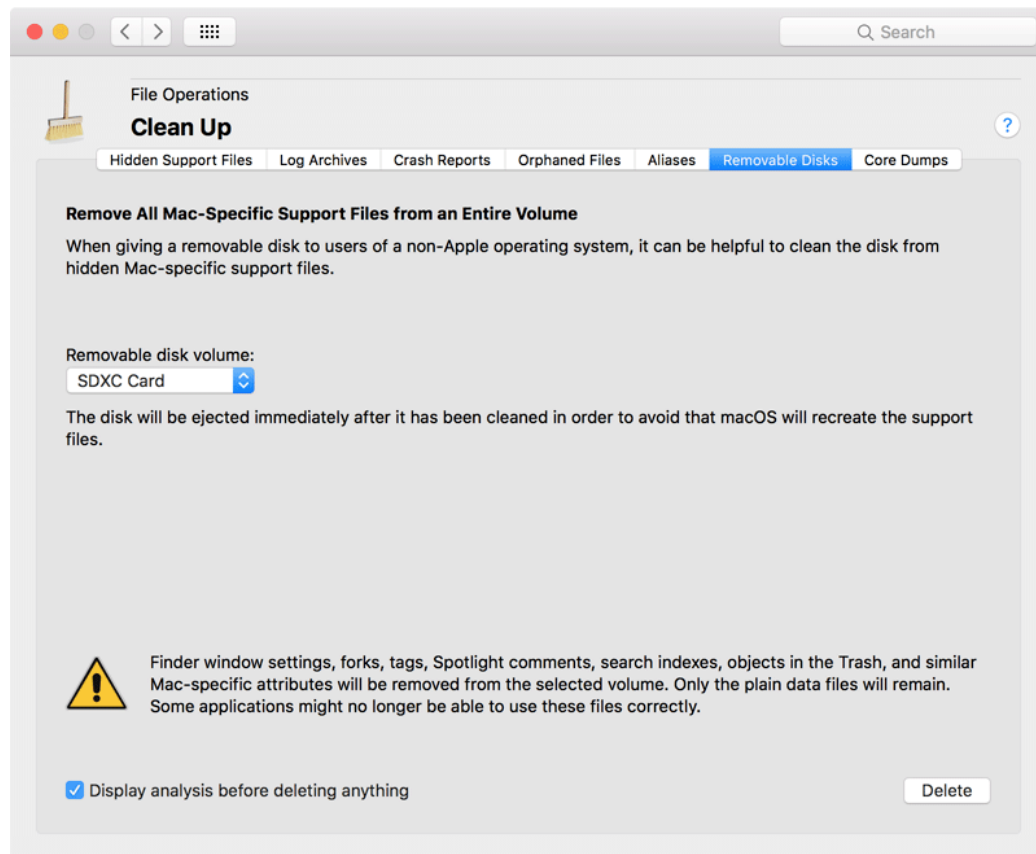 Search
File Operations
Clean Up
?
Hidden Support Files Log Archives Crash Reports Orphaned Files Aliases Removable Disks Core Dumps
Remove All Mac-Specific Support Files from an Entire Volume
When giving a removable disk to users of a non-Apple operating system, it can be helpful to clean the disk from
hidden Mac-specific support files.
Removable disk volume:
SDXC Card
The disk will be ejected immediately after it has been cleaned in order to avoid that macOS will recreate the support
files.
Finder window settings, forks, tags, Spotlight comments, search indexes, objects in the Trash, and similar
Mac-specific attributes will be removed from the selected volume. Only the plain data files will remain.
Some applications might no longer be able to use these files correctly.
Display analysis before deleting anything
Delete